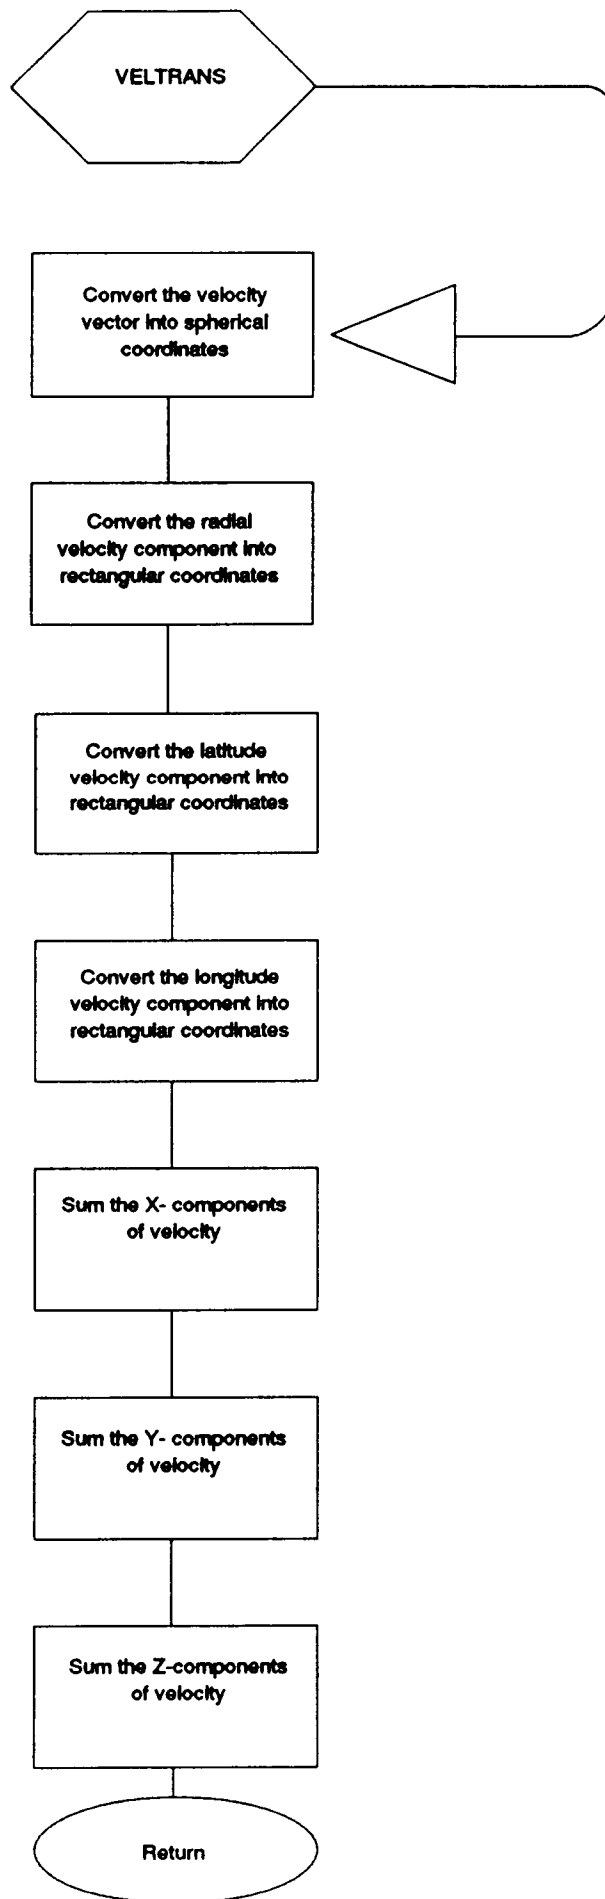 VELTRANS
Convert the velocity
vector into spherical
coordinates
Convert the radial
velocity component into
rectangular coordinates
Convert the latitude
velocity component into
rectangular coordinates
Convert the longitude
velocity component into
rectangular coordinates
Sum the X- components
of velocity
Sum the Y- components
of velocity
Sum the Z-components
of velocity
Return